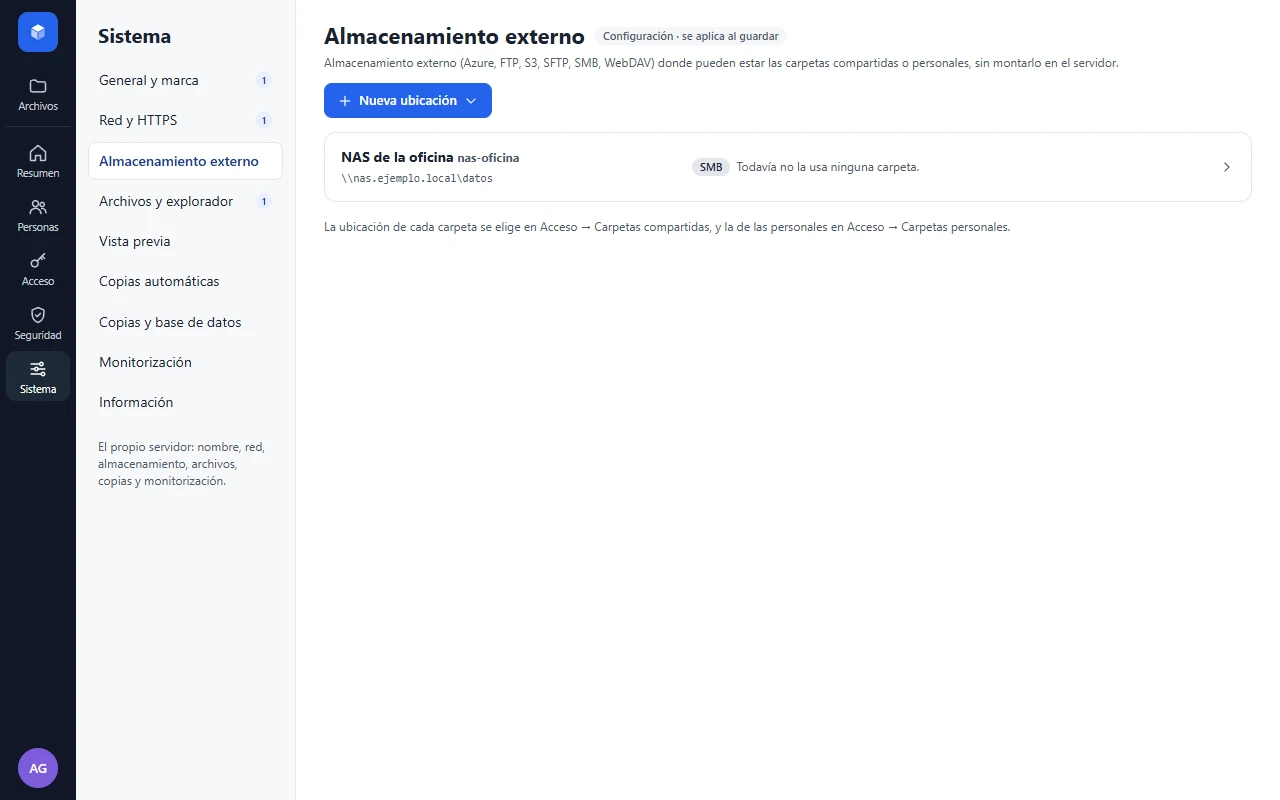 Archivos
Resumen
Personas
Acceso
Seguridad
Sistema
AG
Sistema
General y marca 1
Red y HTTPS 1
Almacenamiento externo
Archivos y explorador 1
Vista previa
Copias automáticas
Copias y base de datos
Monitorización
Información
El propio servidor: nombre, red,
almacenamiento, archivos,
copias y monitorización.
Almacenamiento externo Configuración · se aplica al guardar
Almacenamiento externo (Azure, FTP, S3, SFTP, SMB, WebDAV) donde pueden estar las carpetas compartidas o personales, sin montarlo en el servidor.
Nueva ubicación
NAS de la oficina nas-oficina
\\nas.ejemplo.local\datos
SMB Todavía no la usa ninguna carpeta.
La ubicación de cada carpeta se elige en Acceso → Carpetas compartidas, y la de las personales en Acceso → Carpetas personales.